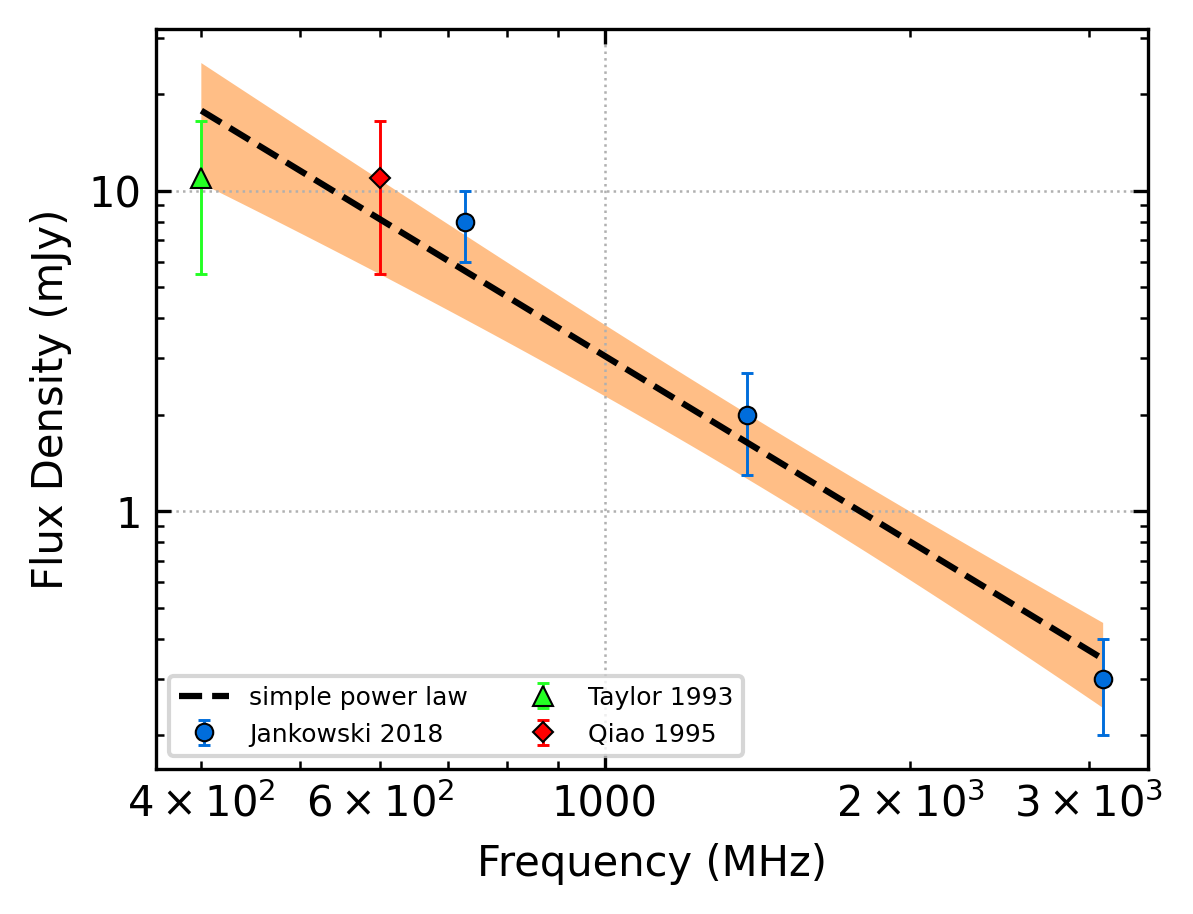 Flux Density (mJy)
10
1
simple power law
Jankowski 2018
Taylor 1993
Qiao 1995
4 × 10²
6 × 10²
1000
2 × 10³
3 × 10³
Frequency (MHz)